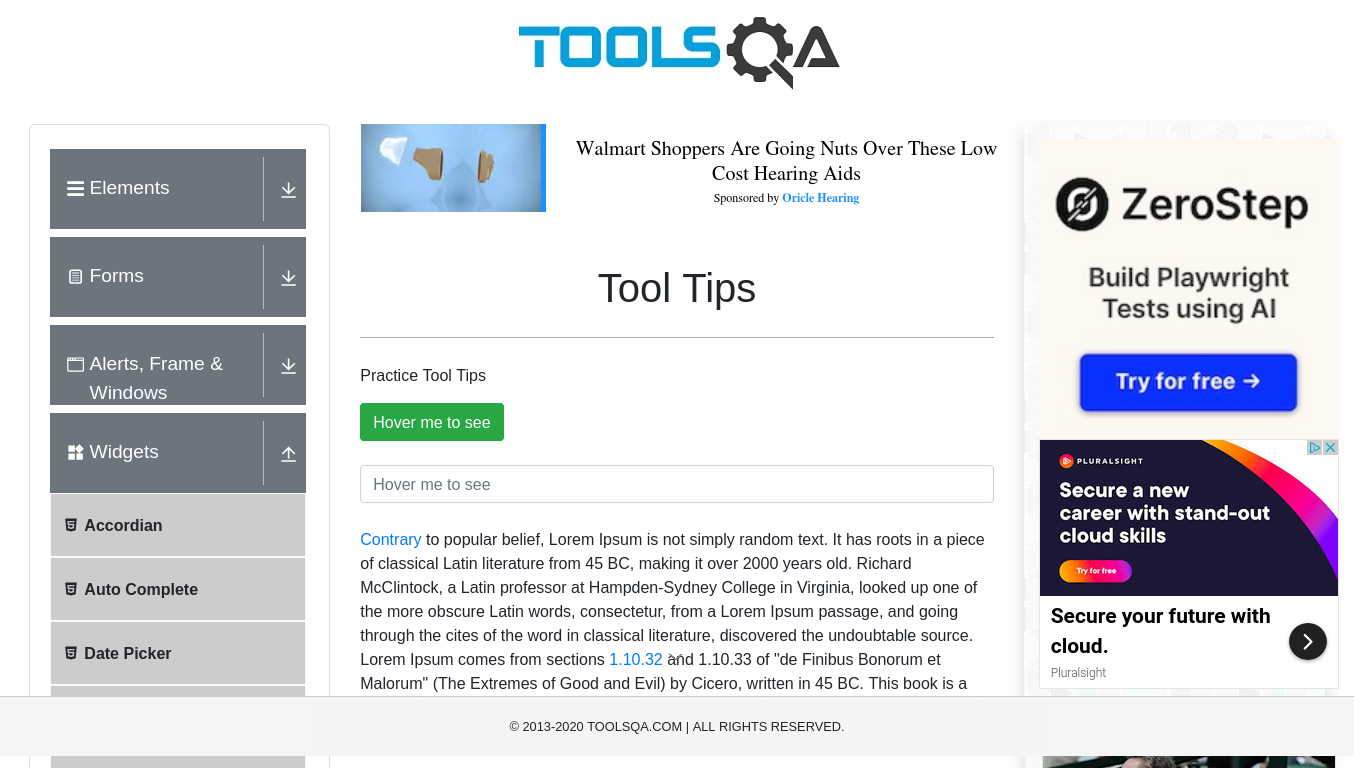 TOOLSQA
Elements
Forms
Alerts, Frame &
Windows
Widgets
Accordian
Auto Complete
Date Picker
Walmart Shoppers Are Going Nuts Over These Low
Cost Hearing Aids
Sponsored by Oricle Hearing
Tool Tips
Practice Tool Tips
Hover me to see
Hover me to see
Contrary to popular belief, Lorem Ipsum is not simply random text. It has roots in a piece
of classical Latin literature from 45 BC, making it over 2000 years old. Richard
McClintock, a Latin professor at Hampden-Sydney College in Virginia, looked up one of
the more obscure Latin words, consectetur, from a Lorem Ipsum passage, and going
through the cites of the word in classical literature, discovered the undoubtable source.
Lorem Ipsum comes from sections 1.10.32 and 1.10.33 of "de Finibus Bonorum et
Malorum" (The Extremes of Good and Evil) by Cicero, written in 45 BC. This book is a
ZeroStep
Build Playwright
Tests using AI
Try for free →
PLURALSIGHT
Secure a new
career with stand-out
cloud skills
Try for free
Secure your future with
cloud.
Pluralsight
© 2013-2020 TOOLSQA.COM | ALL RIGHTS RESERVED.